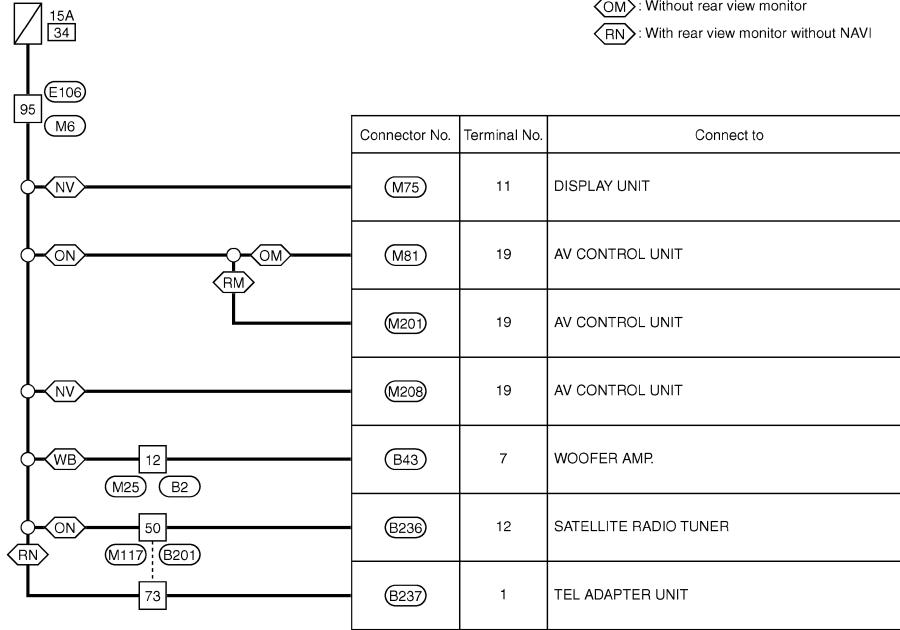 15A
34
OM : Without rear view monitor
RN : With rear view monitor without NAVI
95
E106
M6
Connector No. Terminal No. Connect to
NV M75 11 DISPLAY UNIT
ON OM M81 19 AV CONTROL UNIT
RM
M201 19 AV CONTROL UNIT
NV M208 19 AV CONTROL UNIT
WB 12 B43 7 WOOFER AMP.
M25 B2
ON 50 B236 12 SATELLITE RADIO TUNER
RN M117 B201
73 B237 1 TEL ADAPTER UNIT